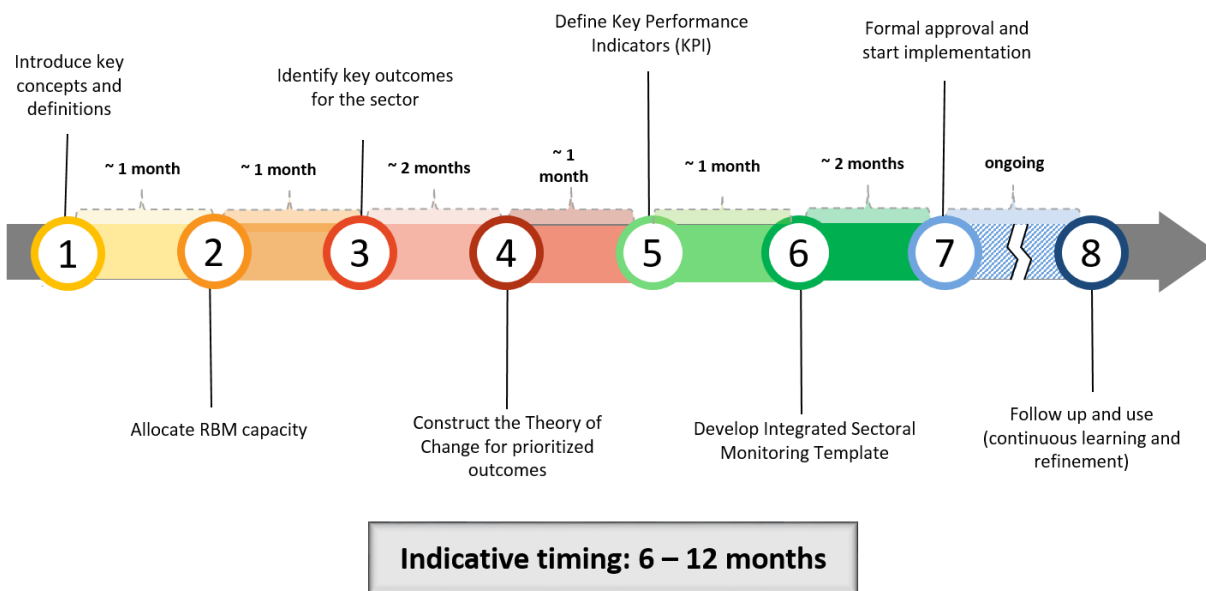 Introduce key
concepts and
definitions
Identify key outcomes
for the sector
Define Key Performance
Indicators (KPI)
Formal approval and
start implementation
~ 1 month
~ 1 month
~ 2 months
~ 1
month
~ 1 month
~ 2 months
ongoing
1
2
3
4
5
6
7
8
Allocate RBM capacity
Construct the Theory of
Change for prioritized
outcomes
Develop Integrated Sectoral
Monitoring Template
Follow up and use
(continuous learning and
refinement)
Indicative timing: 6 – 12 months